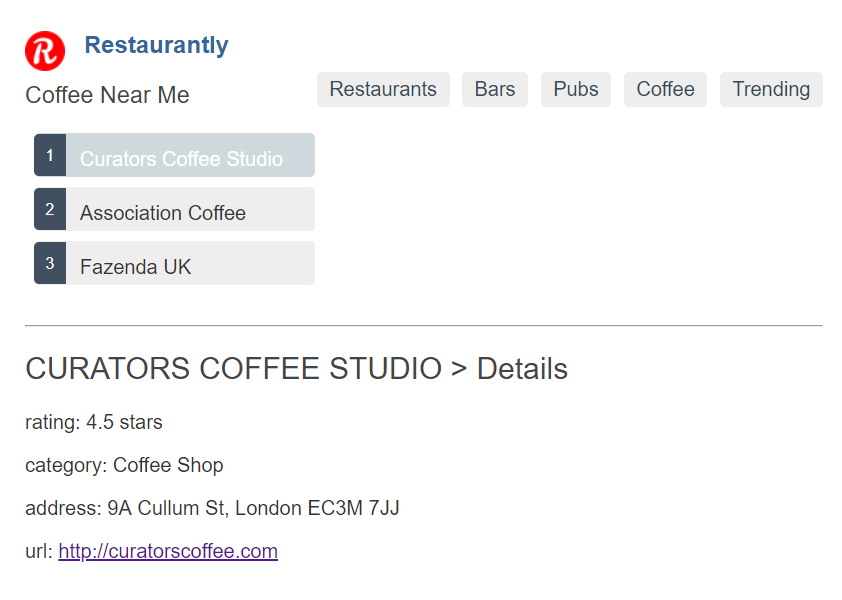 R
Restaurantly
Coffee Near Me
Restaurants Bars Pubs Coffee Trending
1 Curators Coffee Studio
2 Association Coffee
3 Fazenda UK
CURATORS COFFEE STUDIO > Details
rating: 4.5 stars
category: Coffee Shop
address: 9A Cullum St, London EC3M 7JJ
url: http://curatorscoffee.com